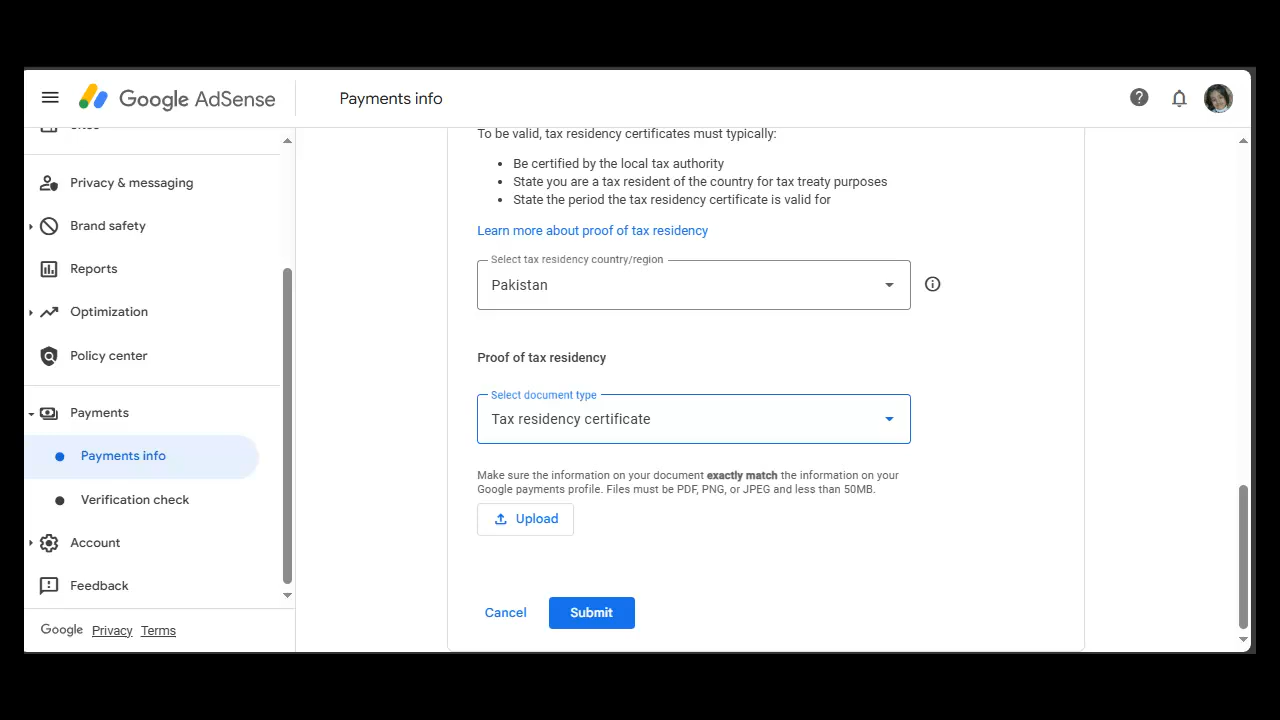 Google AdSense
Payments info
Sites
Privacy & messaging
Brand safety
Reports
Optimization
Policy center
Payments
Payments info
Verification check
Account
Feedback
Google Privacy Terms
To be valid, tax residency certificates must typically:
Be certified by the local tax authority
State you are a tax resident of the country for tax treaty purposes
State the period the tax residency certificate is valid for
Learn more about proof of tax residency
Select tax residency country/region
Pakistan
Proof of tax residency
Select document type
Tax residency certificate
Make sure the information on your document exactly match the information on your
Google payments profile. Files must be PDF, PNG, or JPEG and less than 50MB.
Upload
Cancel
Submit